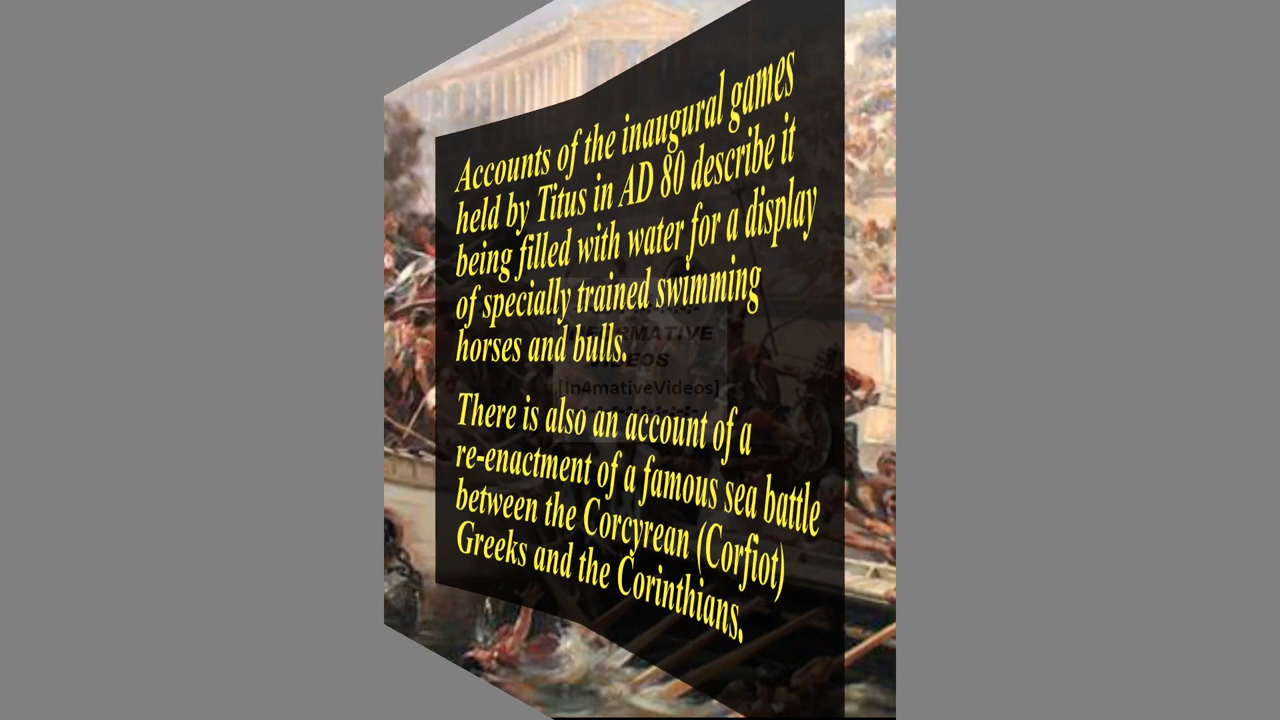 Accounts of the inaugural games
held by Titus in AD 80 describe it
being filled with water for a display
of specially trained swimming
horses and bulls.
There is also an account of a
re-enactment of a famous sea battle
between the Corcyrean (Corfiot)
Greeks and the Corinthians.
VIDEOS
[In4mativeVideos]